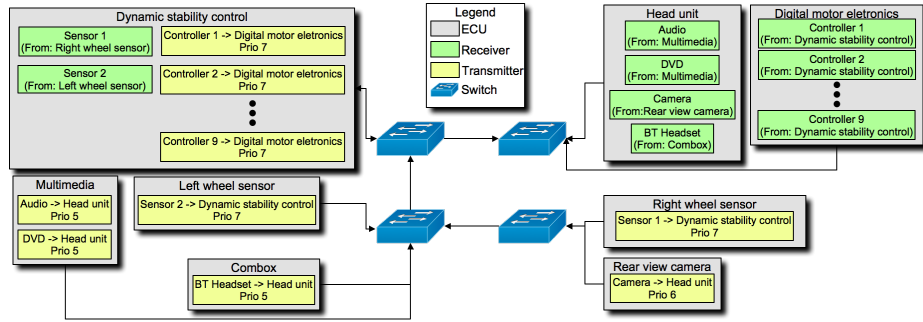 Dynamic stability control
Sensor 1
(From: Right wheel sensor)
Sensor 2
(From: Left wheel sensor)
Controller 1 -> Digital motor eletronics
Prio 7
Controller 2 -> Digital motor eletronics
Prio 7
Controller 9 -> Digital motor eletronics
Prio 7
Legend
ECU
Receiver
Transmitter
Switch
Head unit
Audio
(From: Multimedia)
DVD
(From: Multimedia)
Camera
(From:Rear view camera)
BT Headset
(From: Combox)
Digital motor eletronics
Controller 1
(From: Dynamic stability control)
Controller 2
(From: Dynamic stability control)
Controller 9
(From: Dynamic stability control)
Multimedia
Audio -> Head unit
Prio 5
DVD -> Head unit
Prio 5
Left wheel sensor
Sensor 2 -> Dynamic stability control
Prio 7
Combox
BT Headset -> Head unit
Prio 5
Right wheel sensor
Sensor 1 -> Dynamic stability control
Prio 7
Rear view camera
Camera -> Head unit
Prio 6